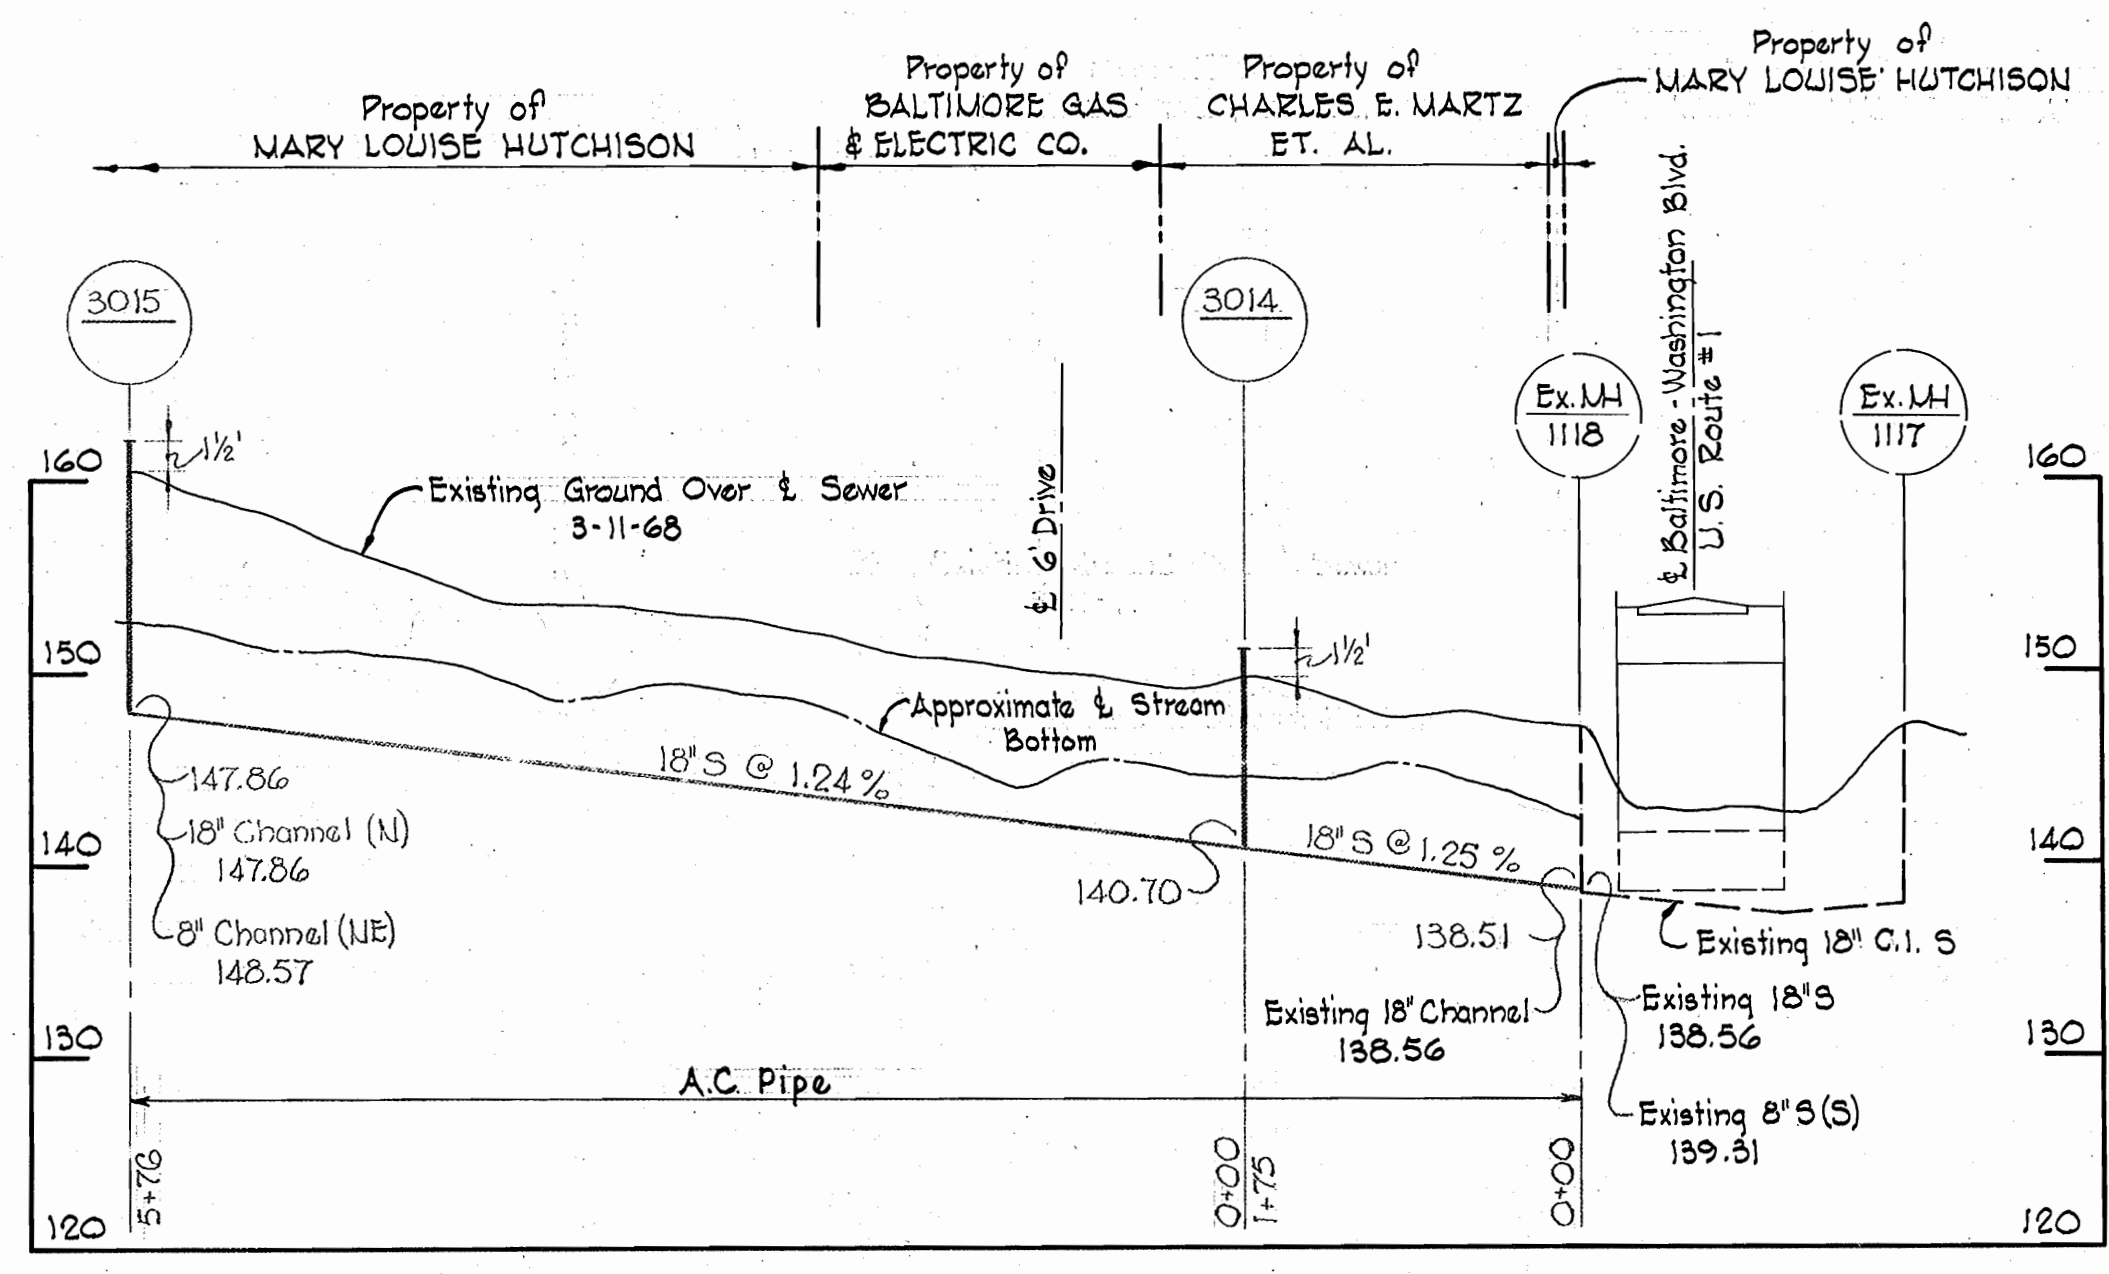 Property of
MARY LOUISE HUTCHISON
Property of
BALTIMORE GAS
& ELECTRIC CO.
Property of
CHARLES E. MARTZ
ET. AL.
Property of
MARY LOUISE HUTCHISON
3015
3014
Ex. MH
1118
Ex. MH
1117
℄ Baltimore - Washington Blvd.
U.S. Route #1
℄ 6' Drive
1½'
Existing Ground Over ℄ Sewer
3-11-68
1½'
Approximate ℄ Stream
Bottom
160
150
140
130
120
160
150
140
130
120
18" S @ 1.24 %
18" S @ 1.25 %
147.86
18" Channel (N)
147.86
8" Channel (NE)
148.57
140.70
138.51
Existing 18" Channel
138.56
Existing 18" C.I. S
Existing 18" S
138.56
Existing 8" S (S)
139.31
A.C. Pipe
5+76
0+00
1+75
0+00